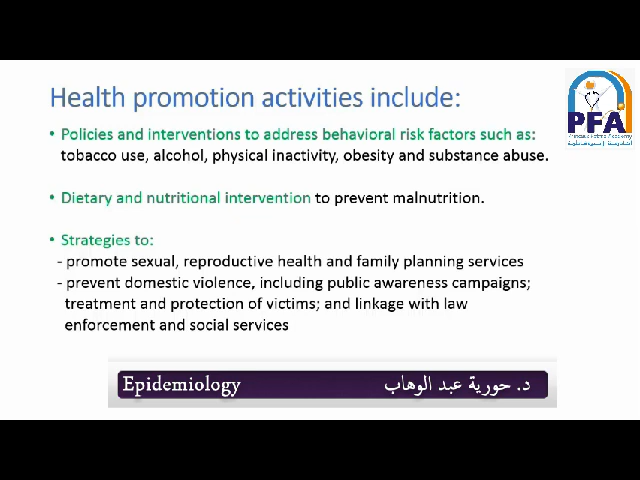 Health promotion activities include:
PFA
• Policies and interventions to address behavioral risk factors such as:
tobacco use, alcohol, physical inactivity, obesity and substance abuse.
• Dietary and nutritional intervention to prevent malnutrition.
• Strategies to:
- promote sexual, reproductive health and family planning services
- prevent domestic violence, including public awareness campaigns;
treatment and protection of victims; and linkage with law
enforcement and social services
Epidemiology د. حورية عبد الوهاب